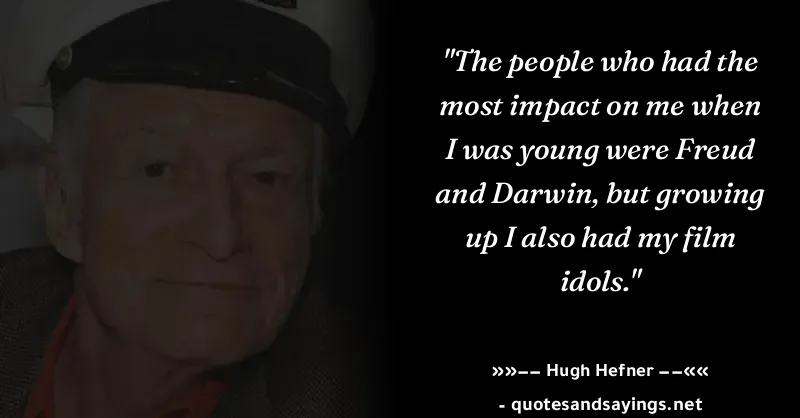 "The people who had the
most impact on me when
I was young were Freud
and Darwin, but growing
up I also had my film
idols."
»»−− Hugh Hefner −−««
- quotesandsayings.net